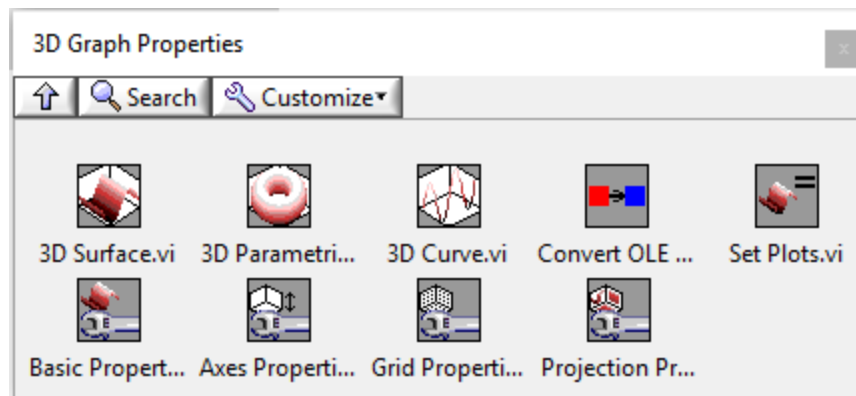 3D Graph Properties
x
Search Customize
3D Surface.vi 3D Parametri... 3D Curve.vi Convert OLE ... Set Plots.vi
Basic Propert... Axes Properti... Grid Properti... Projection Pr...